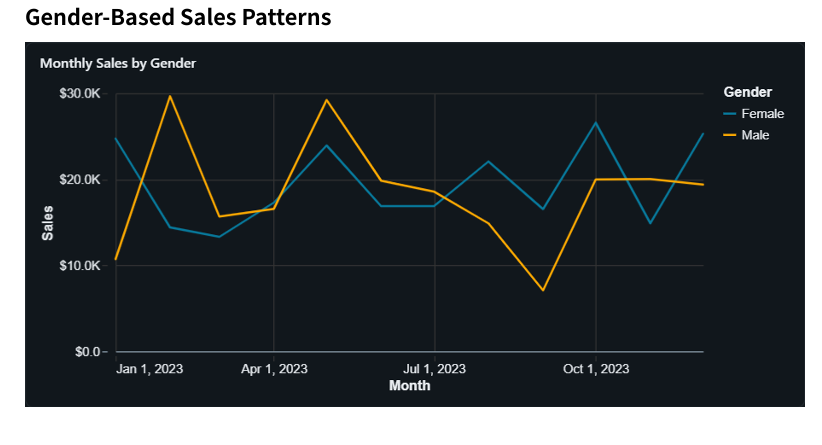 Gender-Based Sales Patterns
Monthly Sales by Gender
$30.0K
$20.0K
$10.0K
$0.0
Sales
Jan 1, 2023
Apr 1, 2023
Jul 1, 2023
Oct 1, 2023
Month
Gender
Female
Male